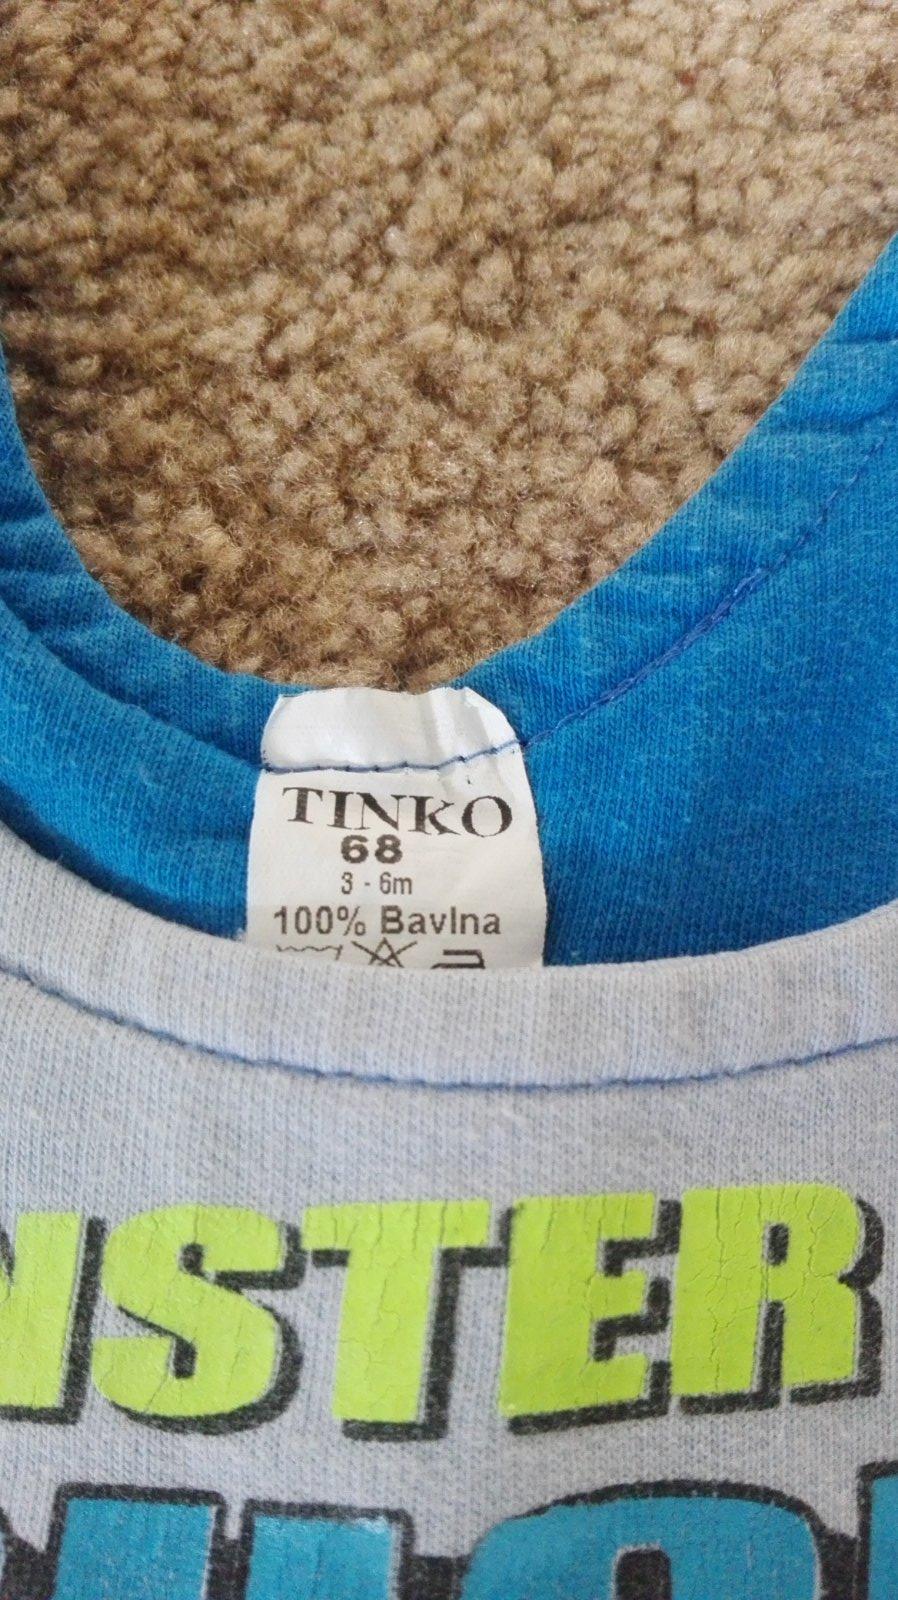 TINKO
68
3 - 6m
100% Bavlna
NSTER